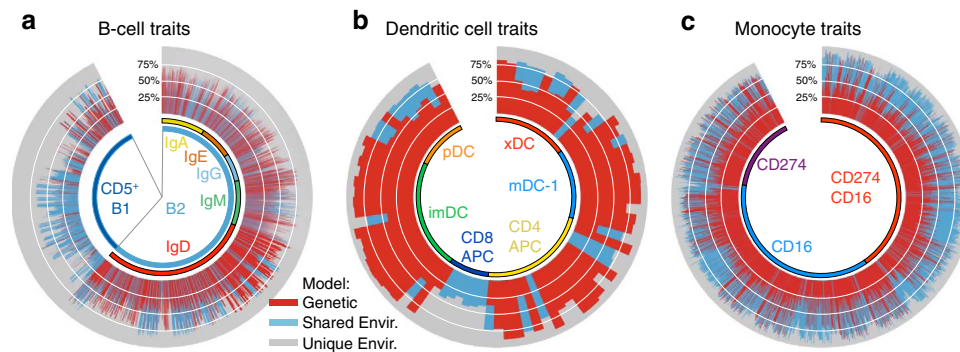 a
B-cell traits
75%
50%
25%
IgA
IgE
IgG
IgM
IgD
B2
CD5+
B1
Model:
Genetic
Shared Envir.
Unique Envir.
b
Dendritic cell traits
75%
50%
25%
pDC
xDC
mDC-1
imDC
CD8
APC
CD4
APC
c
Monocyte traits
75%
50%
25%
CD274
CD274
CD16
CD16